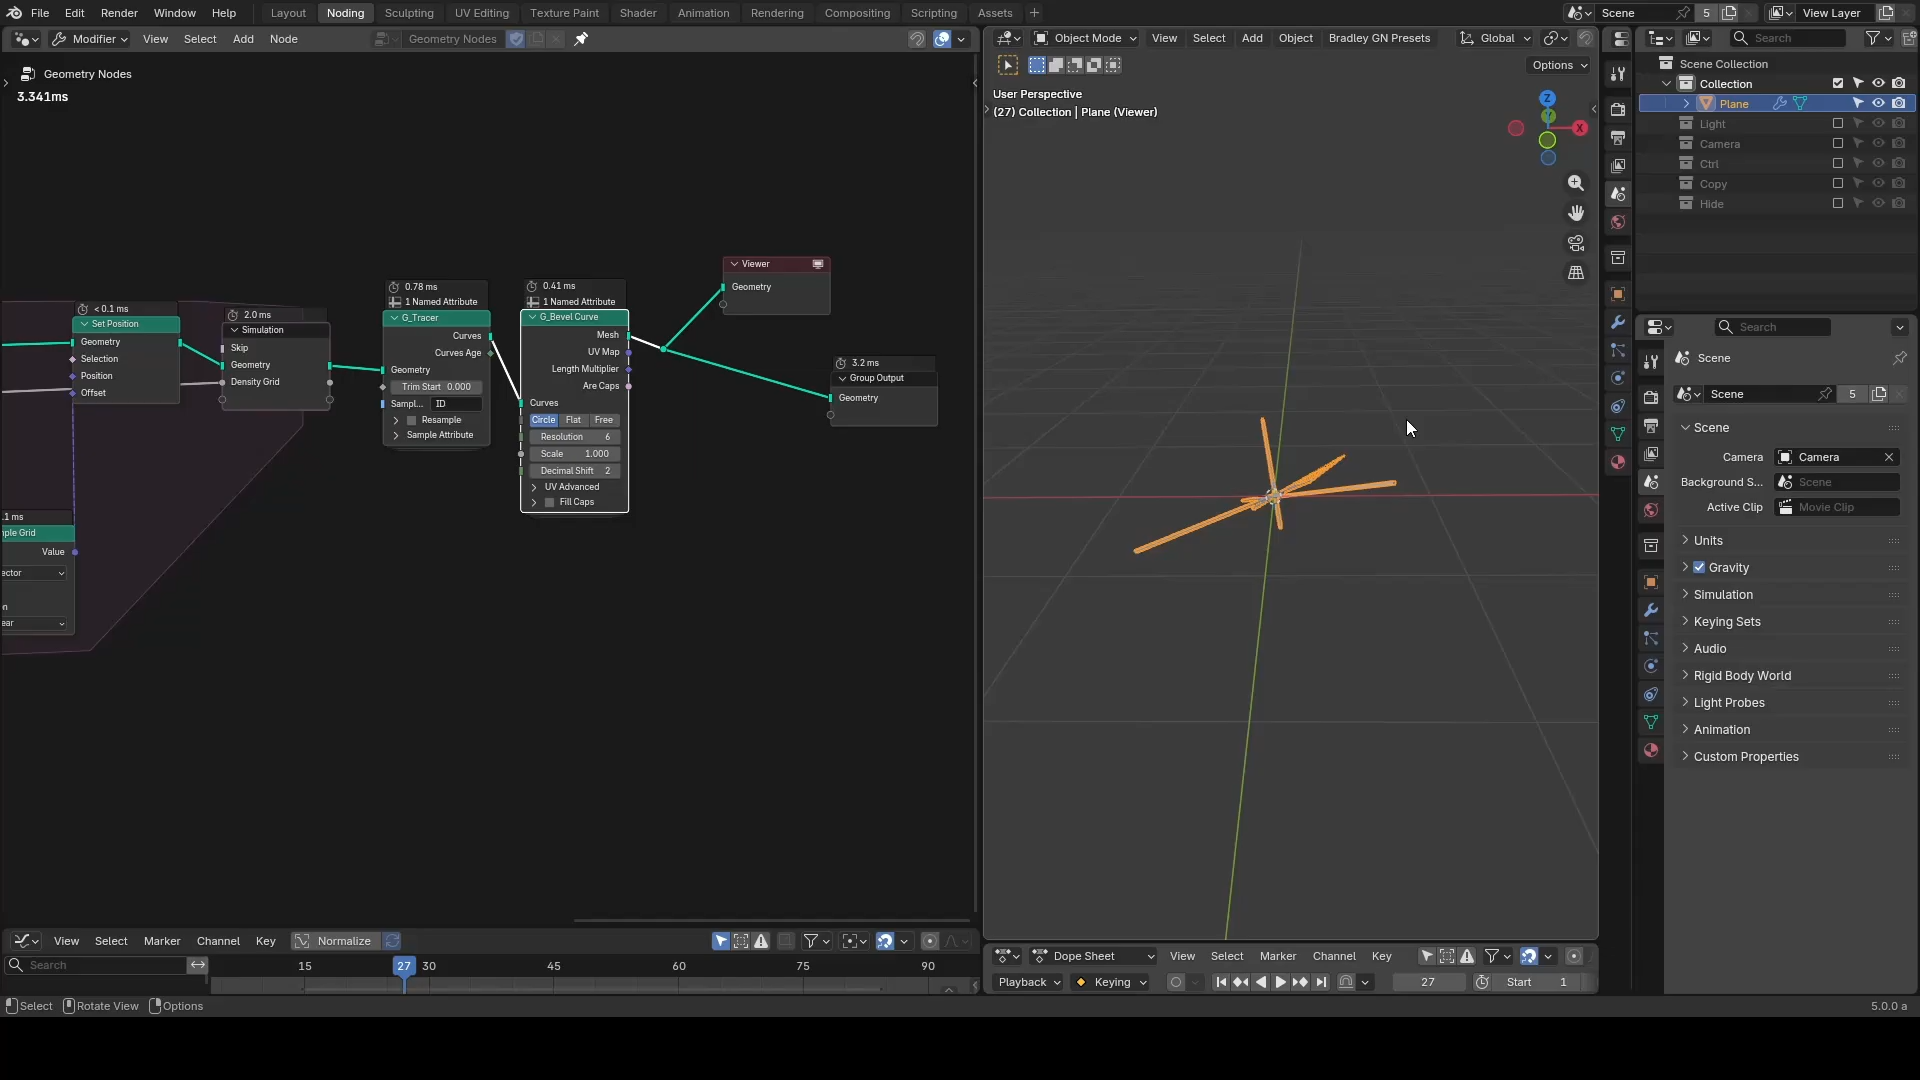 File Edit Render Window Help Layout Noding Sculpting UV Editing Texture Paint Shader Animation Rendering Compositing Scripting Assets + Scene 5 View Layer
Modifier View Select Add Node Geometry Nodes
Object Mode View Select Add Object Bradley GN Presets Global
Search
Options
Geometry Nodes
3.341ms
User Perspective
(27) Collection | Plane (Viewer)
Z
Y
X
Scene Collection
Collection
Plane
Light
Camera
Ctrl
Copy
Hide
< 0.1 ms
Set Position
Geometry
Selection
Position
Offset
2.0 ms
Simulation
Skip
Geometry
Density Grid
0.78 ms
1 Named Attribute
G_Tracer
Curves
Curves Age
Geometry
Trim Start 0.000
Sampl... ID
Resample
Sample Attribute
0.41 ms
1 Named Attribute
G_Bevel Curve
Mesh
UV Map
Length Multiplier
Are Caps
Curves
Circle Flat Free
Resolution 6
Scale 1.000
Decimal Shift 2
UV Advanced
Fill Caps
Viewer
Geometry
3.2 ms
Group Output
Geometry
.1 ms
ple Grid
Value
ector
n
ear
Search
Scene
Scene 5
Scene
Camera Camera
Background S... Scene
Active Clip Movie Clip
Units
Gravity
Simulation
Keying Sets
Audio
Rigid Body World
Light Probes
Animation
Custom Properties
View Select Marker Channel Key Normalize
Search
15 27 30 45 60 75 90
Dope Sheet View Select Marker Channel Key
Playback Keying 27 Start 1
Select Rotate View Options
5.0.0 a